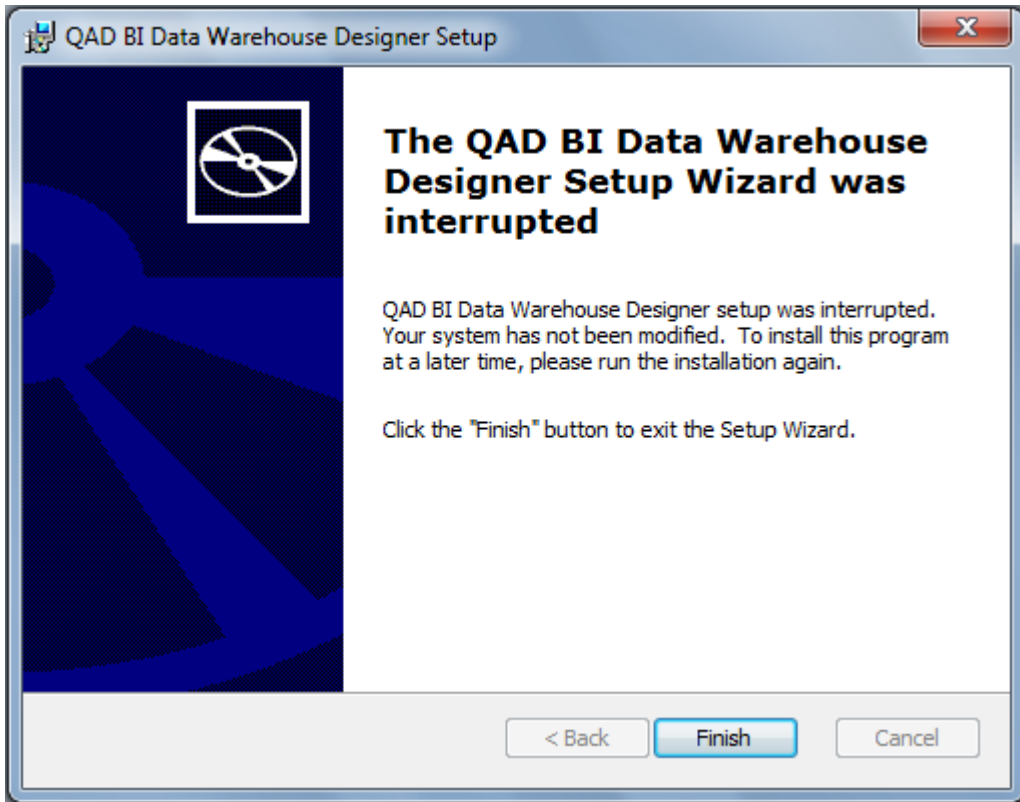 QAD BI Data Warehouse Designer Setup
x
The QAD BI Data Warehouse
Designer Setup Wizard was
interrupted
QAD BI Data Warehouse Designer setup was interrupted.
Your system has not been modified.  To install this program
at a later time, please run the installation again.
Click the "Finish" button to exit the Setup Wizard.
< Back
Finish
Cancel